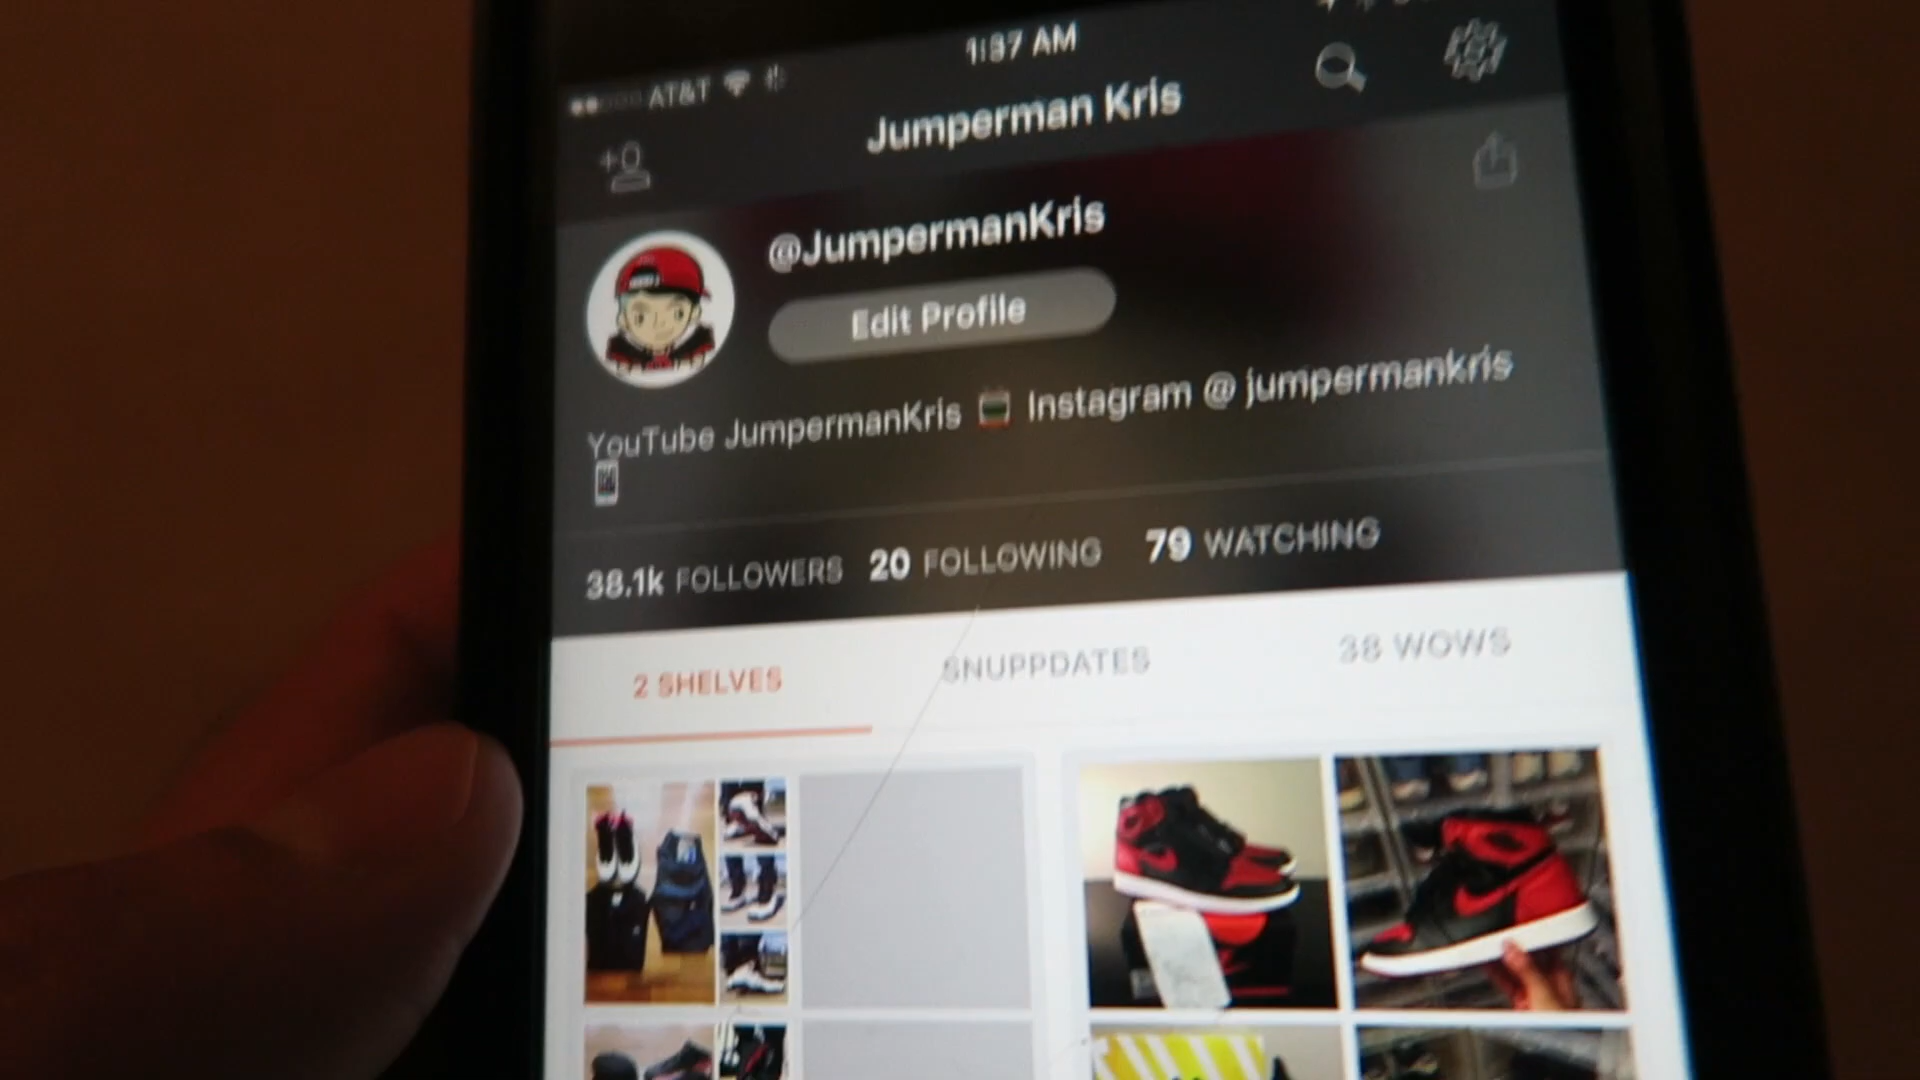 AT&T
1:37 AM
Jumperman Kris
@JumpermanKris
Edit Profile
YouTube JumpermanKris 📺 Instagram @ jumpermankris
📱
38.1k FOLLOWERS 20 FOLLOWING 79 WATCHING
2 SHELVES SNUPPDATES 38 WOWS